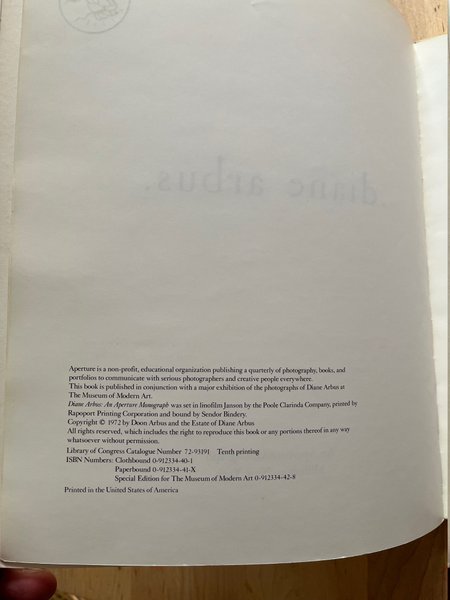 diane arbus.
Aperture is a non-profit, educational organization publishing a quarterly of photography, books, and
portfolios to communicate with serious photographers and creative people everywhere.
This book is published in conjunction with a major exhibition of the photographs of Diane Arbus at
The Museum of Modern Art.
Diane Arbus: An Aperture Monograph was set in linofilm Janson by the Poole Clarinda Company, printed by
Rapoport Printing Corporation and bound by Sendor Bindery.
Copyright © 1972 by Doon Arbus and the Estate of Diane Arbus
All rights reserved, which includes the right to reproduce this book or any portions thereof in any way
whatsoever without permission.
Library of Congress Catalogue Number 72-93191 Tenth printing
ISBN Numbers: Clothbound 0-912334-40-1
Paperbound 0-912334-41-X
Special Edition for The Museum of Modern Art 0-912334-42-8
Printed in the United States of America